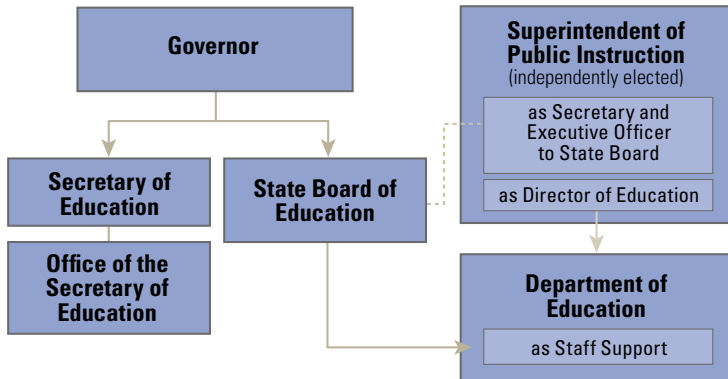 Governor
Superintendent of
Public Instruction
(independently elected)
as Secretary and
Executive Officer
to State Board
as Director of Education
Secretary of
Education
State Board of
Education
Office of the
Secretary of
Education
Department of
Education
as Staff Support